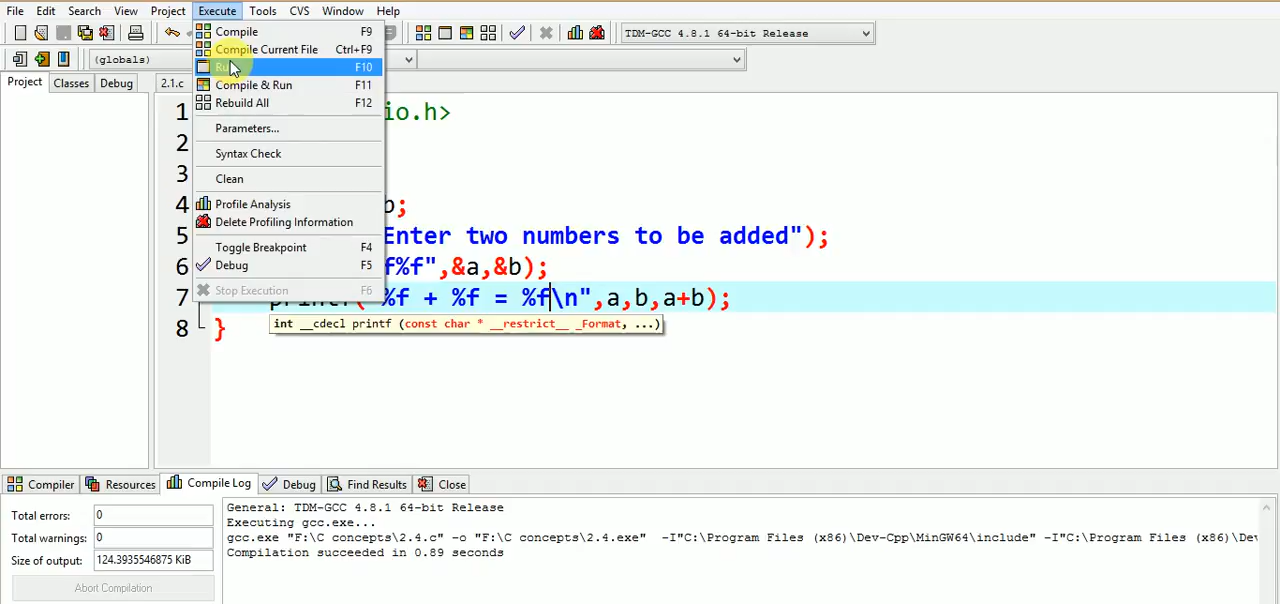 File Edit Search View Project Execute Tools CVS Window Help
TDM-GCC 4.8.1 64-bit Release
(globals)
Compile F9
Compile Current File Ctrl+F9
F10
Compile & Run F11
Rebuild All F12
Parameters...
Syntax Check
Clean
Profile Analysis
Delete Profiling Information
Toggle Breakpoint F4
Debug F5
Stop Execution F6
Project Classes Debug 2.1.c
1 io.h>
2
3
4 b;
5 Enter two numbers to be added");
6 f%f",&a,&b);
7 printf("%f + %f = %f\n",a,b,a+b);
int __cdecl printf (const char * __restrict__ _Format, ...)
8 }
Compiler Resources Compile Log Debug Find Results Close
Total errors: 0
Total warnings: 0
Size of output: 124.3935546875 KiB
Abort Compilation
General: TDM-GCC 4.8.1 64-bit Release
Executing gcc.exe...
gcc.exe "F:\C concepts\2.4.c" -o "F:\C concepts\2.4.exe" -I"C:\Program Files (x86)\Dev-Cpp\MinGW64\include" -I"C:\Program Files (x86)\Dev
Compilation succeeded in 0.89 seconds